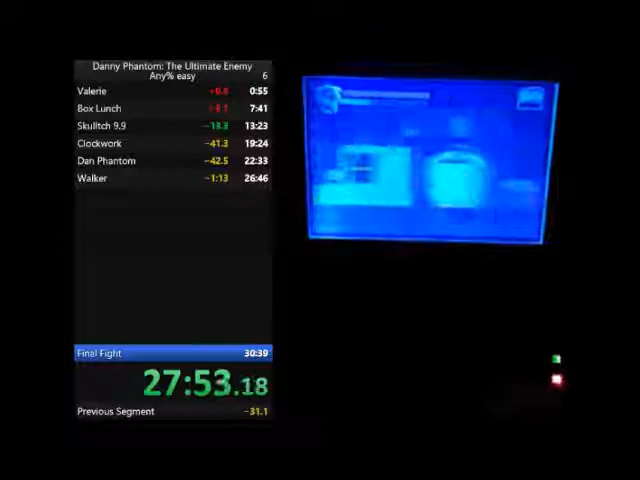 Danny Phantom: The Ultimate Enemy
Any% easy 6
Valerie 0:55
Box Lunch 7:41
Skulltch 9,9 −13.3 13:23
Clockwork −41.3 19:24
Dan Phantom −42.5 22:33
Walker −1:13 26:46
Final Fight 30:39
27:53.18
Previous Segment −31.1